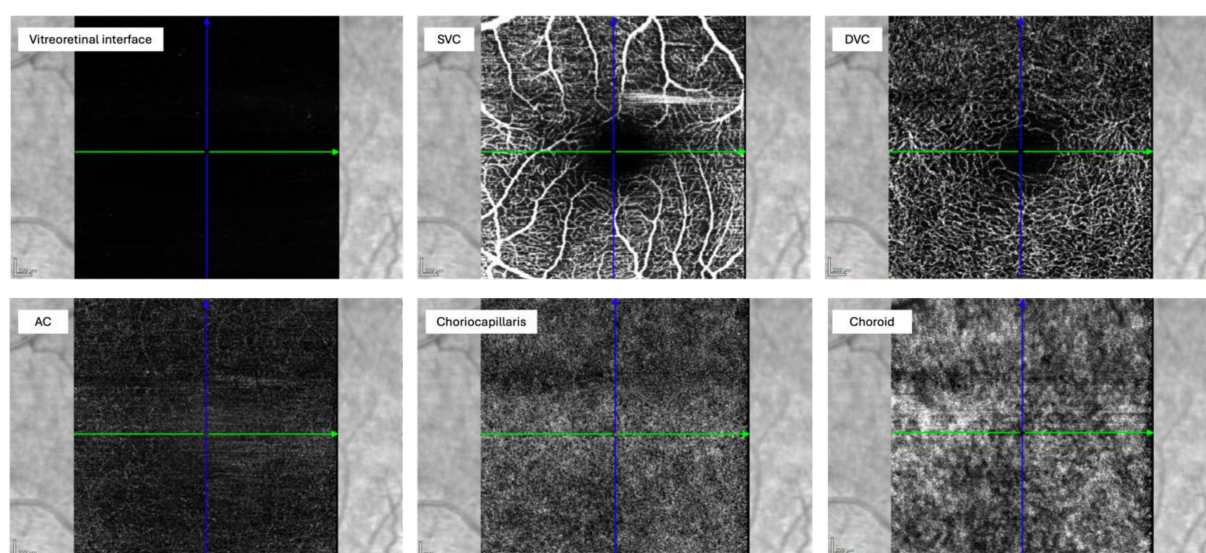 Vitreoretinal interface
SVC
DVC
AC
Choriocapillaris
Choroid